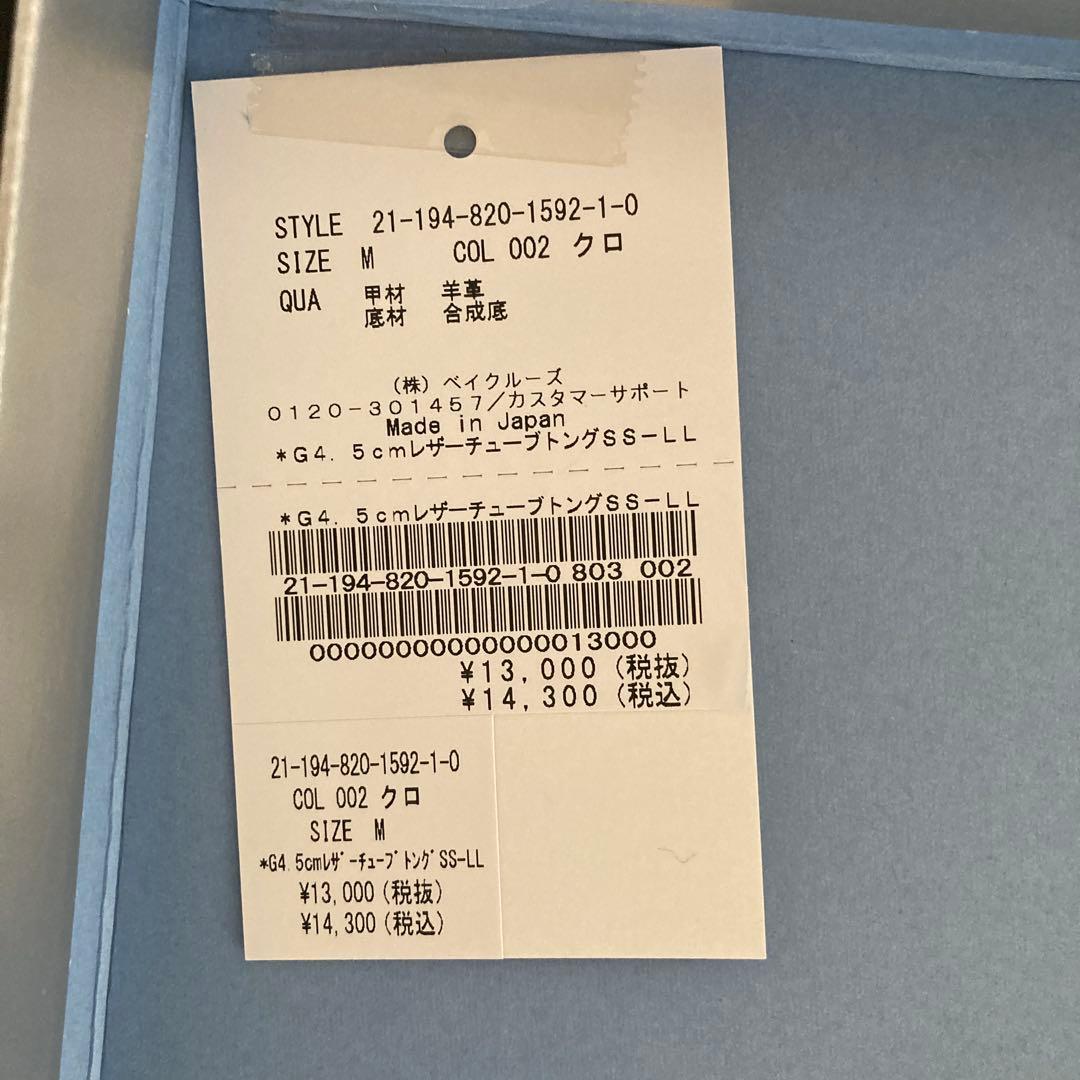 STYLE 21-194-820-1592-1-0
SIZE M COL 002 クロ
QUA 甲材 羊革
底材 合成底
(株) ベイクルーズ
0120-301457/カスタマーサポート
Made in Japan
*G4. 5cmレザーチューブトングSS-LL
*G4. 5cmレザーチューブトングSS-LL
21-194-820-1592-1-0 803 002
00000000000000013000
¥13,000 (税抜)
¥14,300 (税込)
21-194-820-1592-1-0
COL 002 クロ
SIZE M
*G4.5cmレザーチューブトングSS-LL
¥13,000 (税抜)
¥14,300 (税込)